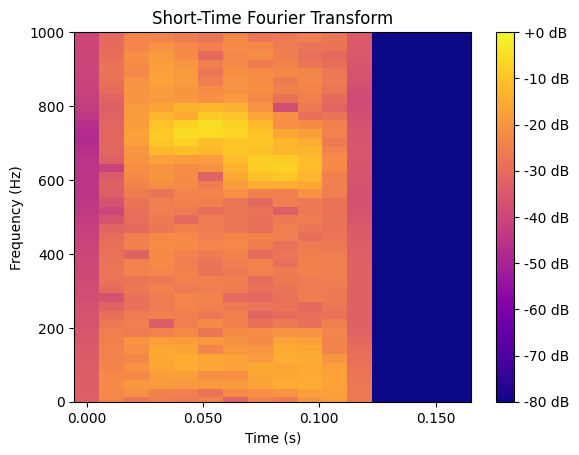 Short-Time Fourier Transform
1000
800
600
400
200
0
Frequency (Hz)
0.000
0.050
0.100
0.150
Time (s)
+0 dB
-10 dB
-20 dB
-30 dB
-40 dB
-50 dB
-60 dB
-70 dB
-80 dB